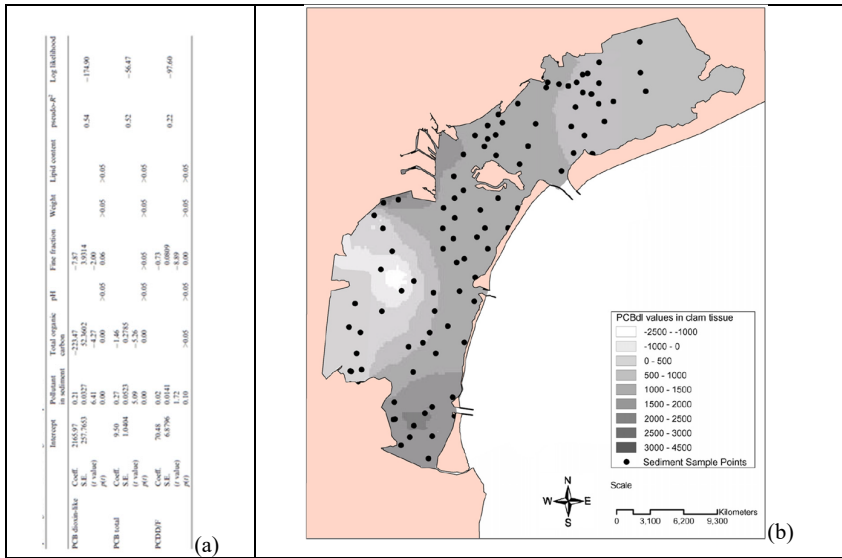 Intercept Pollutant in sediment Total organic carbon pH Fine fraction Weight Lipid content pseudo-R² Log likelihood
PCB dioxin-like Coeff. 2165.97 0.21 −223.47 −7.87 0.54 −174.90
S.E. 257.7653 0.0327 52.3602 3.9314
(t value) 6.41 −4.27 −2.00
p(t) 0.00 0.00 >0.05 0.06 >0.05 >0.05
PCB total Coeff. 9.50 0.27 −1.46 0.52 −56.47
S.E. 1.0404 0.0523 0.2785
(t value) 5.09 −5.26
p(t) 0.00 0.00 >0.05 >0.05 >0.05 >0.05
PCDD/F Coeff. 70.48 0.02 −0.73 0.22 −97.60
S.E. 6.8796 0.0141 0.0809
(t value) 1.72 −8.89
p(t) 0.10 >0.05 >0.05 0.00 >0.05 >0.05
(a)
PCBdl values in clam tissue
-2500 - -1000
-1000 - 0
0 - 500
500 - 1000
1000 - 1500
1500 - 2000
2000 - 2500
2500 - 3000
3000 - 4500
Sediment Sample Points
N
W E
S
Scale
Kilometers
0 3,100 6,200 9,300
(b)